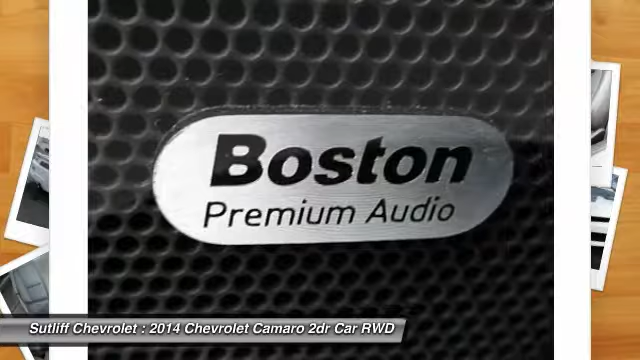 Boston
Premium Audio
Sutliff Chevrolet : 2014 Chevrolet Camaro 2dr Car RWD